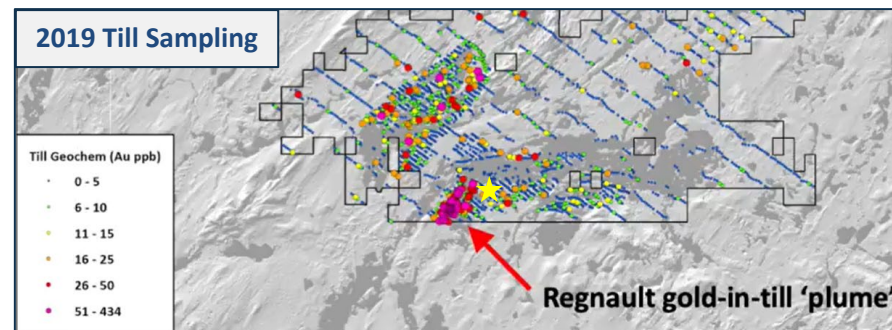 2019 Till Sampling
Till Geochem (Au ppb)
0 - 5
6 - 10
11 - 15
16 - 25
26 - 50
51 - 434
Regnault gold-in-till ‘plume’